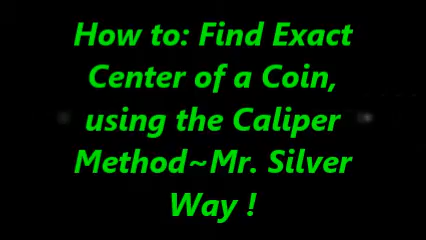 How to: Find Exact
Center of a Coin,
using the Caliper
Method~Mr. Silver
Way !